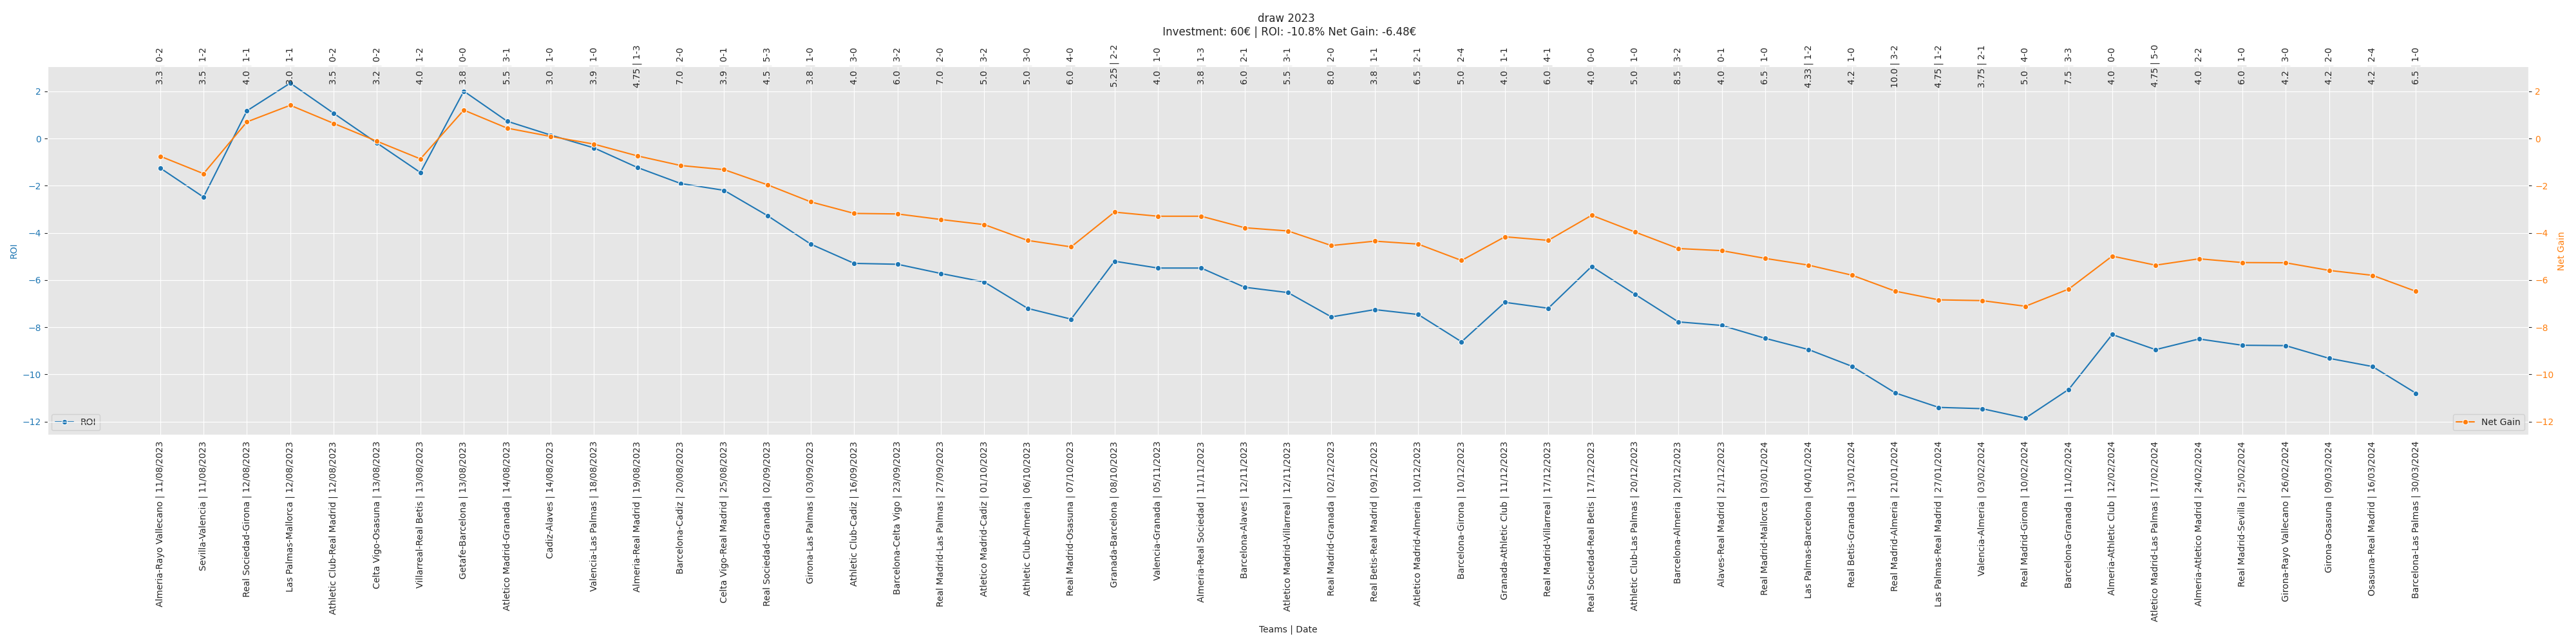 draw 2023
Investment: 60€ | ROI: -10.8% Net Gain: -6.48€
3.3 | 0-2
3.5 | 1-2
4.0 | 1-1
3.0 | 1-1
3.5 | 0-2
3.2 | 0-2
4.0 | 1-2
3.8 | 0-0
5.5 | 3-1
3.0 | 1-0
3.9 | 1-0
4.75 | 1-3
7.0 | 2-0
3.9 | 0-1
4.5 | 5-3
3.8 | 1-0
4.0 | 3-0
6.0 | 3-2
7.0 | 2-0
5.0 | 3-2
5.0 | 3-0
6.0 | 4-0
5.25 | 2-2
4.0 | 1-0
3.8 | 1-3
6.0 | 2-1
5.5 | 3-1
8.0 | 2-0
3.8 | 1-1
6.5 | 2-1
5.0 | 2-4
4.0 | 1-1
6.0 | 4-1
4.0 | 0-0
5.0 | 1-0
8.5 | 3-2
4.0 | 0-1
6.5 | 1-0
4.33 | 1-2
4.2 | 1-0
10.0 | 3-2
4.75 | 1-2
3.75 | 2-1
5.0 | 4-0
7.5 | 3-3
4.0 | 0-0
4.75 | 5-0
4.0 | 2-2
6.0 | 1-0
4.2 | 3-0
4.2 | 2-0
4.2 | 2-4
6.5 | 1-0
2
0
−2
−4
−6
−8
−10
−12
ROI
ROI
2
0
−2
−4
−6
−8
−10
−12
Net Gain
Net Gain
Almeria-Rayo Vallecano | 11/08/2023
Sevilla-Valencia | 11/08/2023
Real Sociedad-Girona | 12/08/2023
Las Palmas-Mallorca | 12/08/2023
Athletic Club-Real Madrid | 12/08/2023
Celta Vigo-Osasuna | 13/08/2023
Villarreal-Real Betis | 13/08/2023
Getafe-Barcelona | 13/08/2023
Atletico Madrid-Granada | 14/08/2023
Cadiz-Alaves | 14/08/2023
Valencia-Las Palmas | 18/08/2023
Almeria-Real Madrid | 19/08/2023
Barcelona-Cadiz | 20/08/2023
Celta Vigo-Real Madrid | 25/08/2023
Real Sociedad-Granada | 02/09/2023
Girona-Las Palmas | 03/09/2023
Athletic Club-Cadiz | 16/09/2023
Barcelona-Celta Vigo | 23/09/2023
Real Madrid-Las Palmas | 27/09/2023
Atletico Madrid-Cadiz | 01/10/2023
Athletic Club-Almeria | 06/10/2023
Real Madrid-Osasuna | 07/10/2023
Granada-Barcelona | 08/10/2023
Valencia-Granada | 05/11/2023
Almeria-Real Sociedad | 11/11/2023
Barcelona-Alaves | 12/11/2023
Atletico Madrid-Villarreal | 12/11/2023
Real Madrid-Granada | 02/12/2023
Real Betis-Real Madrid | 09/12/2023
Atletico Madrid-Almeria | 10/12/2023
Barcelona-Girona | 10/12/2023
Granada-Athletic Club | 11/12/2023
Real Madrid-Villarreal | 17/12/2023
Real Sociedad-Real Betis | 17/12/2023
Athletic Club-Las Palmas | 20/12/2023
Barcelona-Almeria | 20/12/2023
Alaves-Real Madrid | 21/12/2023
Real Madrid-Mallorca | 03/01/2024
Las Palmas-Barcelona | 04/01/2024
Real Betis-Granada | 13/01/2024
Real Madrid-Almeria | 21/01/2024
Las Palmas-Real Madrid | 27/01/2024
Valencia-Almeria | 03/02/2024
Real Madrid-Girona | 10/02/2024
Barcelona-Granada | 11/02/2024
Almeria-Athletic Club | 12/02/2024
Atletico Madrid-Las Palmas | 17/02/2024
Almeria-Atletico Madrid | 24/02/2024
Real Madrid-Sevilla | 25/02/2024
Girona-Rayo Vallecano | 26/02/2024
Girona-Osasuna | 09/03/2024
Osasuna-Real Madrid | 16/03/2024
Barcelona-Las Palmas | 30/03/2024
Teams | Date